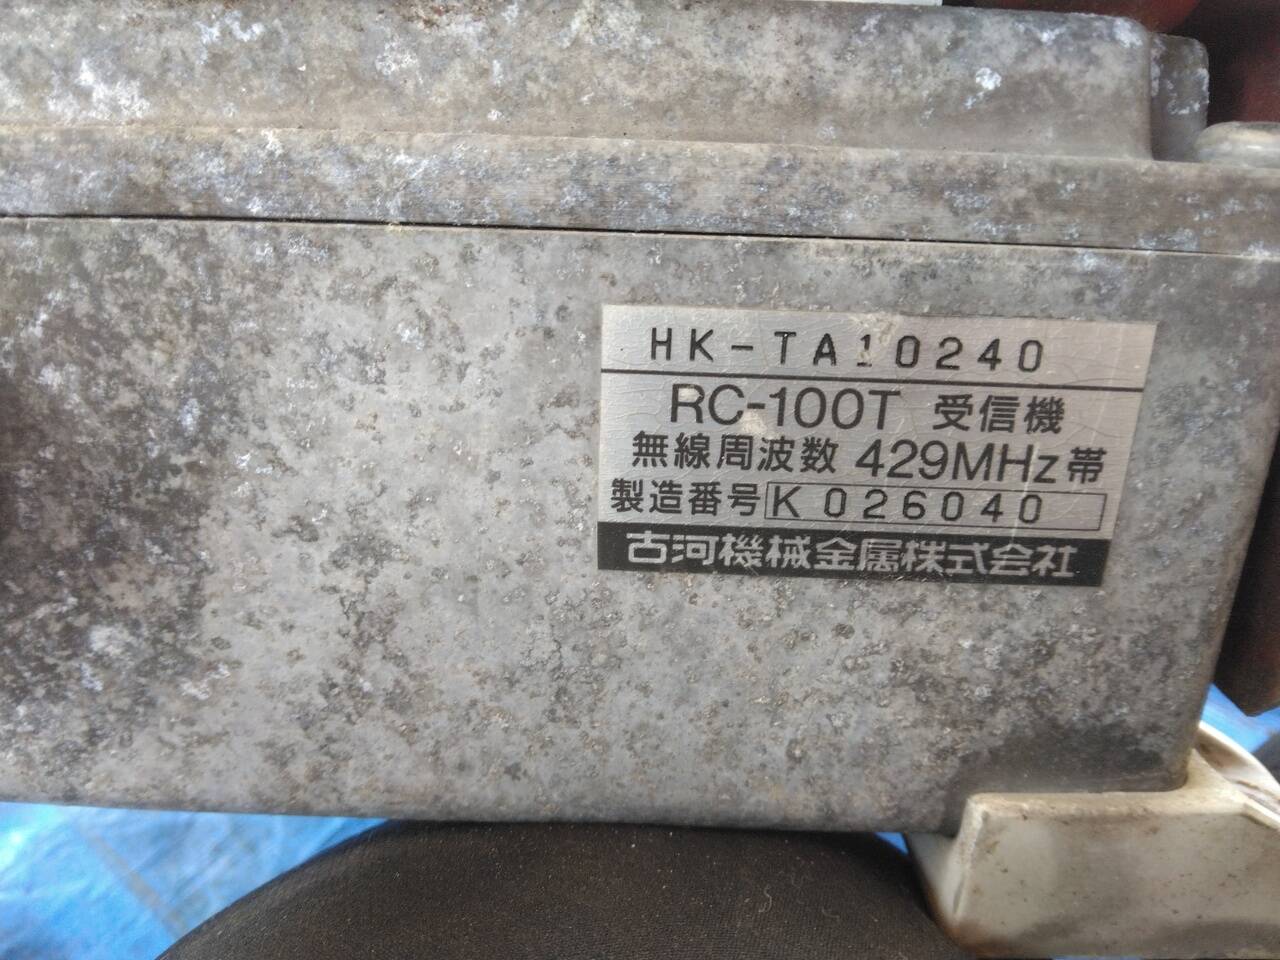 HK-TA10240
RC-100T 受信機
無線周波数 429MHz帯
製造番号 K 026040
古河機械金属株式会社